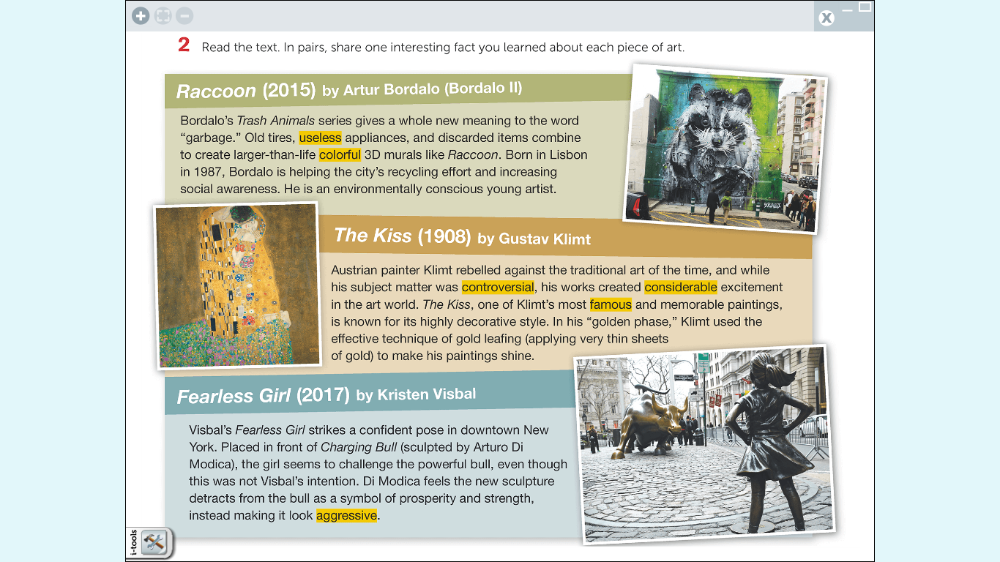 x
2 Read the text. In pairs, share one interesting fact you learned about each piece of art.
Raccoon (2015) by Artur Bordalo (Bordalo II)
Bordalo’s Trash Animals series gives a whole new meaning to the word
“garbage.” Old tires, useless appliances, and discarded items combine
to create larger-than-life colorful 3D murals like Raccoon. Born in Lisbon
in 1987, Bordalo is helping the city’s recycling effort and increasing
social awareness. He is an environmentally conscious young artist.
BORDALO II
The Kiss (1908) by Gustav Klimt
Austrian painter Klimt rebelled against the traditional art of the time, and while
his subject matter was controversial, his works created considerable excitement
in the art world. The Kiss, one of Klimt’s most famous and memorable paintings,
is known for its highly decorative style. In his “golden phase,” Klimt used the
effective technique of gold leafing (applying very thin sheets
of gold) to make his paintings shine.
Fearless Girl (2017) by Kristen Visbal
Visbal’s Fearless Girl strikes a confident pose in downtown New
York. Placed in front of Charging Bull (sculpted by Arturo Di
Modica), the girl seems to challenge the powerful bull, even though
this was not Visbal’s intention. Di Modica feels the new sculpture
detracts from the bull as a symbol of prosperity and strength,
instead making it look aggressive.
i-tools